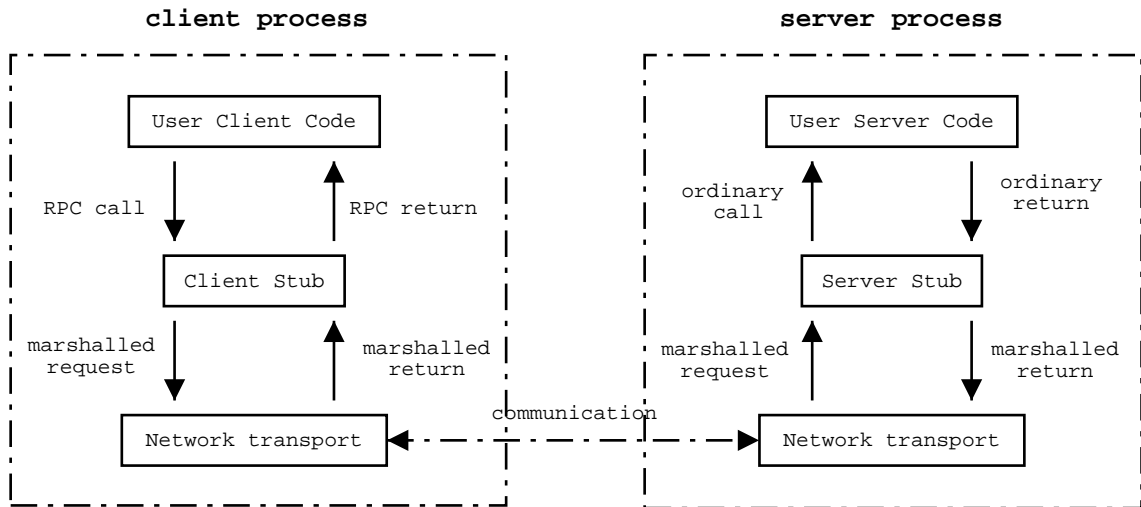 client process
server process
User Client Code
User Server Code
RPC call
RPC return
ordinary
call
ordinary
return
Client Stub
Server Stub
marshalled
request
marshalled
return
marshalled
request
marshalled
return
communication
Network transport
Network transport